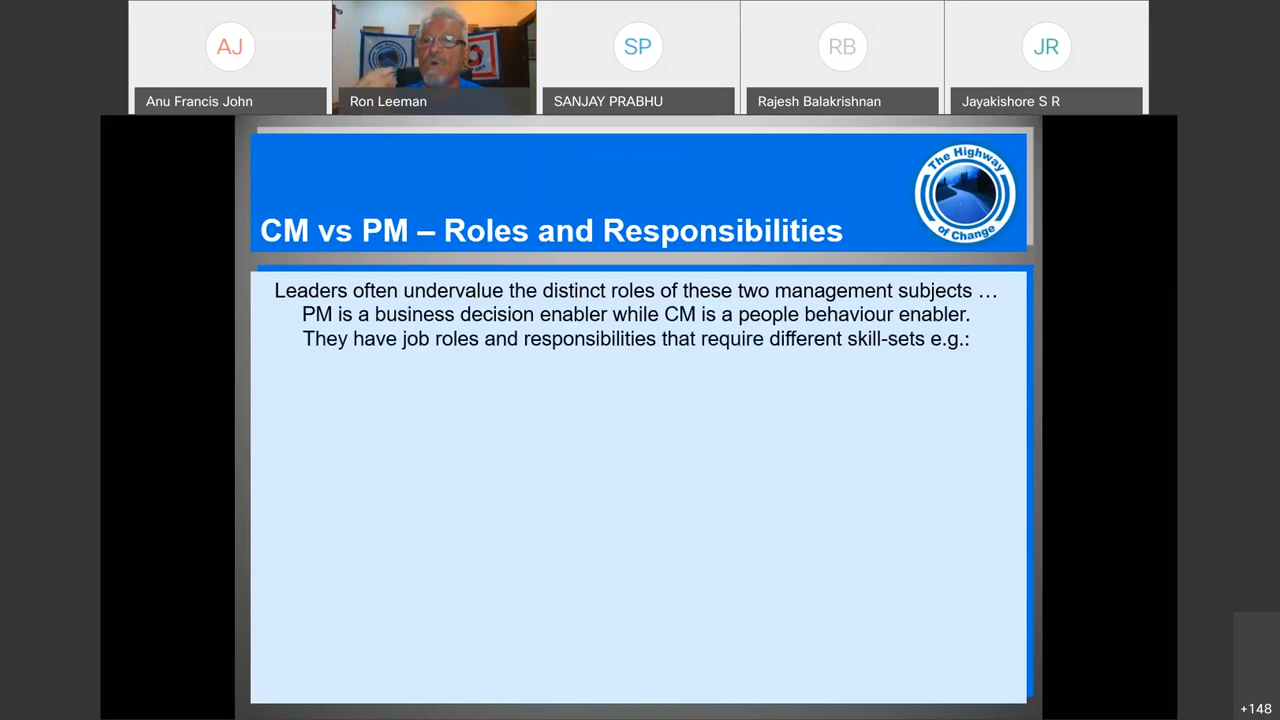 AJ
SP
RB
JR
Anu Francis John
Ron Leeman
SANJAY PRABHU
Rajesh Balakrishnan
Jayakishore S R
The Highway
of Change
CM vs PM – Roles and Responsibilities
Leaders often undervalue the distinct roles of these two management subjects …
PM is a business decision enabler while CM is a people behaviour enabler.
They have job roles and responsibilities that require different skill-sets e.g.:
+148